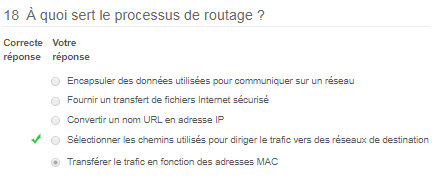 18 À quoi sert le processus de routage ?
Correcte réponse
Votre réponse
Encapsuler des données utilisées pour communiquer sur un réseau
Fournir un transfert de fichiers Internet sécurisé
Convertir un nom URL en adresse IP
Sélectionner les chemins utilisés pour diriger le trafic vers des réseaux de destination
Transférer le trafic en fonction des adresses MAC